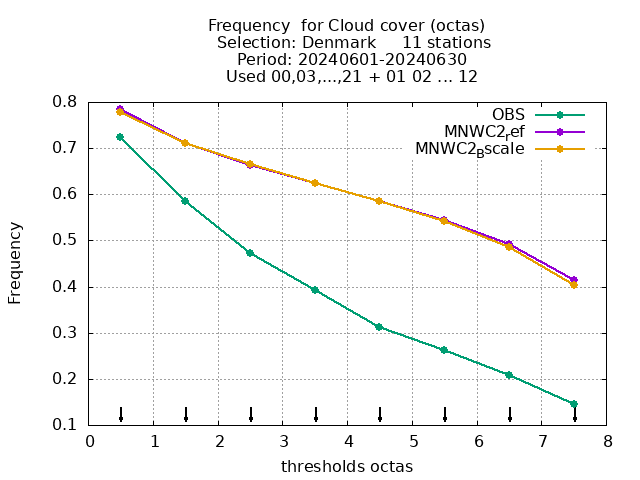 Frequency  for Cloud cover (octas)
Selection: Denmark     11 stations
Period: 20240601-20240630
Used 00,03,...,21 + 01 02 ... 12
0.8
0.7
0.6
0.5
0.4
0.3
0.2
0.1
Frequency
OBS
MNWC2ref
MNWC2Bscale
0 1 2 3 4 5 6 7 8
thresholds octas